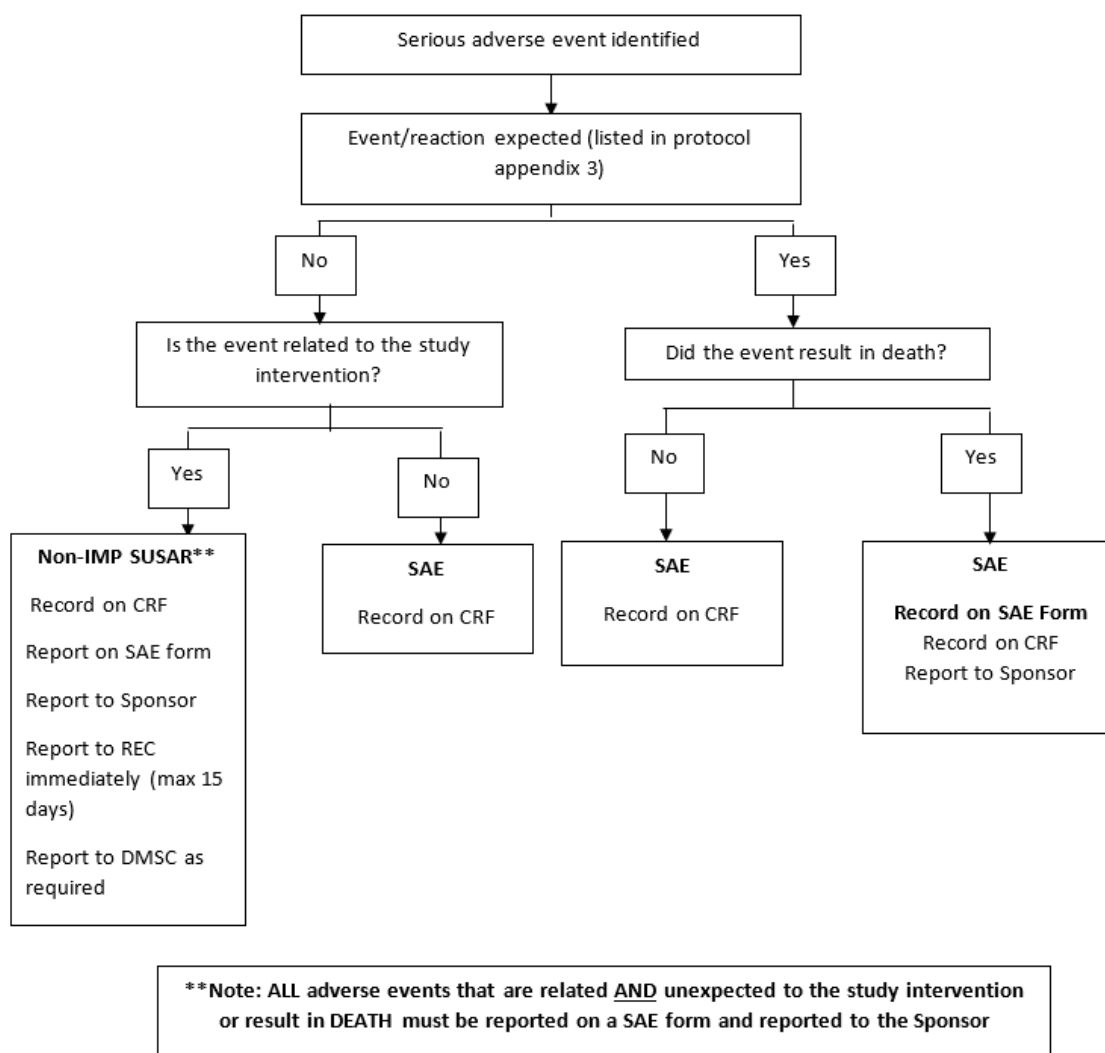 Serious adverse event identified
Event/reaction expected (listed in protocol
appendix 3)
No
Yes
Is the event related to the study
intervention?
Did the event result in death?
Yes
No
No
Yes
Non-IMP SUSAR**
Record on CRF
Report on SAE form
Report to Sponsor
Report to REC
immediately (max 15
days)
Report to DMSC as
required
SAE
Record on CRF
SAE
Record on CRF
SAE
Record on SAE Form
Record on CRF
Report to Sponsor
**Note: ALL adverse events that are related AND unexpected to the study intervention
or result in DEATH must be reported on a SAE form and reported to the Sponsor